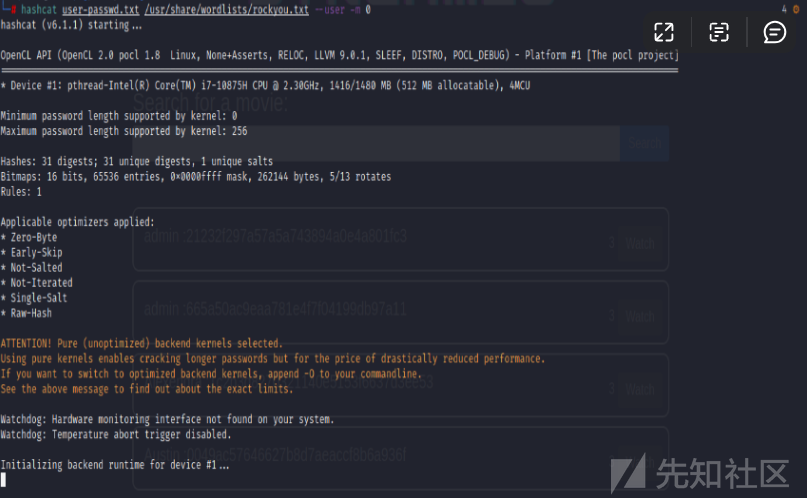 # hashcat user-passwd.txt /usr/share/wordlists/rockyou.txt --user -m 0
4
hashcat (v6.1.1) starting...
OpenCL API (OpenCL 2.0 pocl 1.8  Linux, None+Asserts, RELOC, LLVM 9.0.1, SLEEF, DISTRO, POCL_DEBUG) - Platform #1 [The pocl project]
* Device #1: pthread-Intel(R) Core(TM) i7-10875H CPU @ 2.30GHz, 1416/1480 MB (512 MB allocatable), 4MCU
Search for a movie:
Minimum password length supported by kernel: 0
Maximum password length supported by kernel: 256
Hashes: 31 digests; 31 unique digests, 1 unique salts
Bitmaps: 16 bits, 65536 entries, 0×0000ffff mask, 262144 bytes, 5/13 rotates
Rules: 1
Applicable optimizers applied:
* Zero-Byte
* Early-Skip
* Not-Salted
* Not-Iterated
* Single-Salt
* Raw-Hash
admin :21232f297a57a5a743894a0e4a801fc3
Watch
Watch
ATTENTION! Pure (unoptimized) backend kernels selected.
Using pure kernels enables cracking longer passwords but for the price of drastically reduced performance.
If you want to switch to optimized backend kernels, append -O to your commandline.
See the above message to find out about the exact limits.
Watch
Watchdog: Hardware monitoring interface not found on your system.
Watchdog: Temperature abort trigger disabled.
Initializing backend runtime for device #1...
先知社区